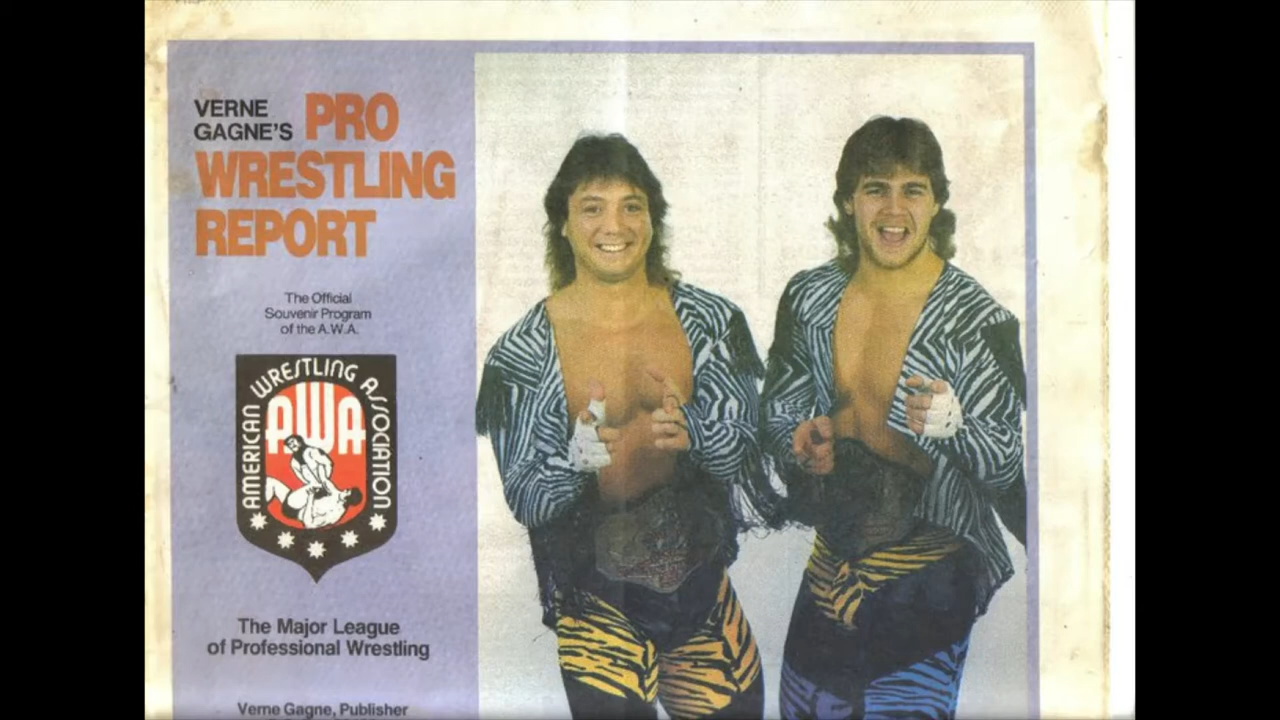 VERNE
GAGNE'S PRO
WRESTLING
REPORT
The Official
Souvenir Program
of the A.W.A.
AMERICAN WRESTLING ASSOCIATION
AWA
The Major League
of Professional Wrestling
Verne Gagne, Publisher